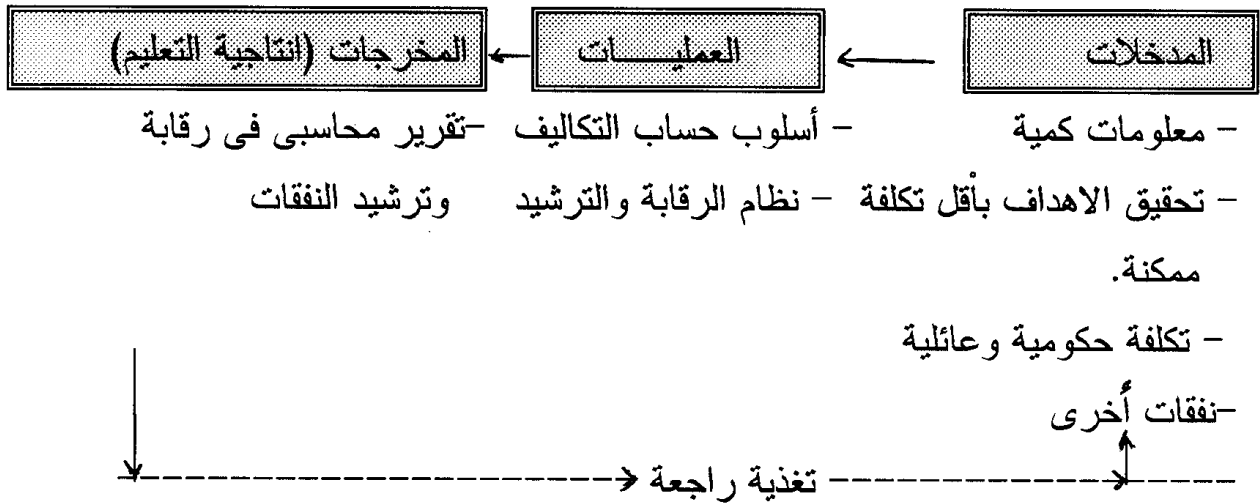 المدخلات
العمليـــــات
المخرجات (انتاجية التعليم)
- معلومات كمية
- أسلوب حساب التكاليف
-تقرير محاسبى فى رقابة
- تحقيق الاهداف بأقل تكلفة
- نظام الرقابة والترشيد
وترشيد النفقات
ممكنة.
- تكلفة حكومية وعائلية
-نفقات أخرى
تغذية راجعة